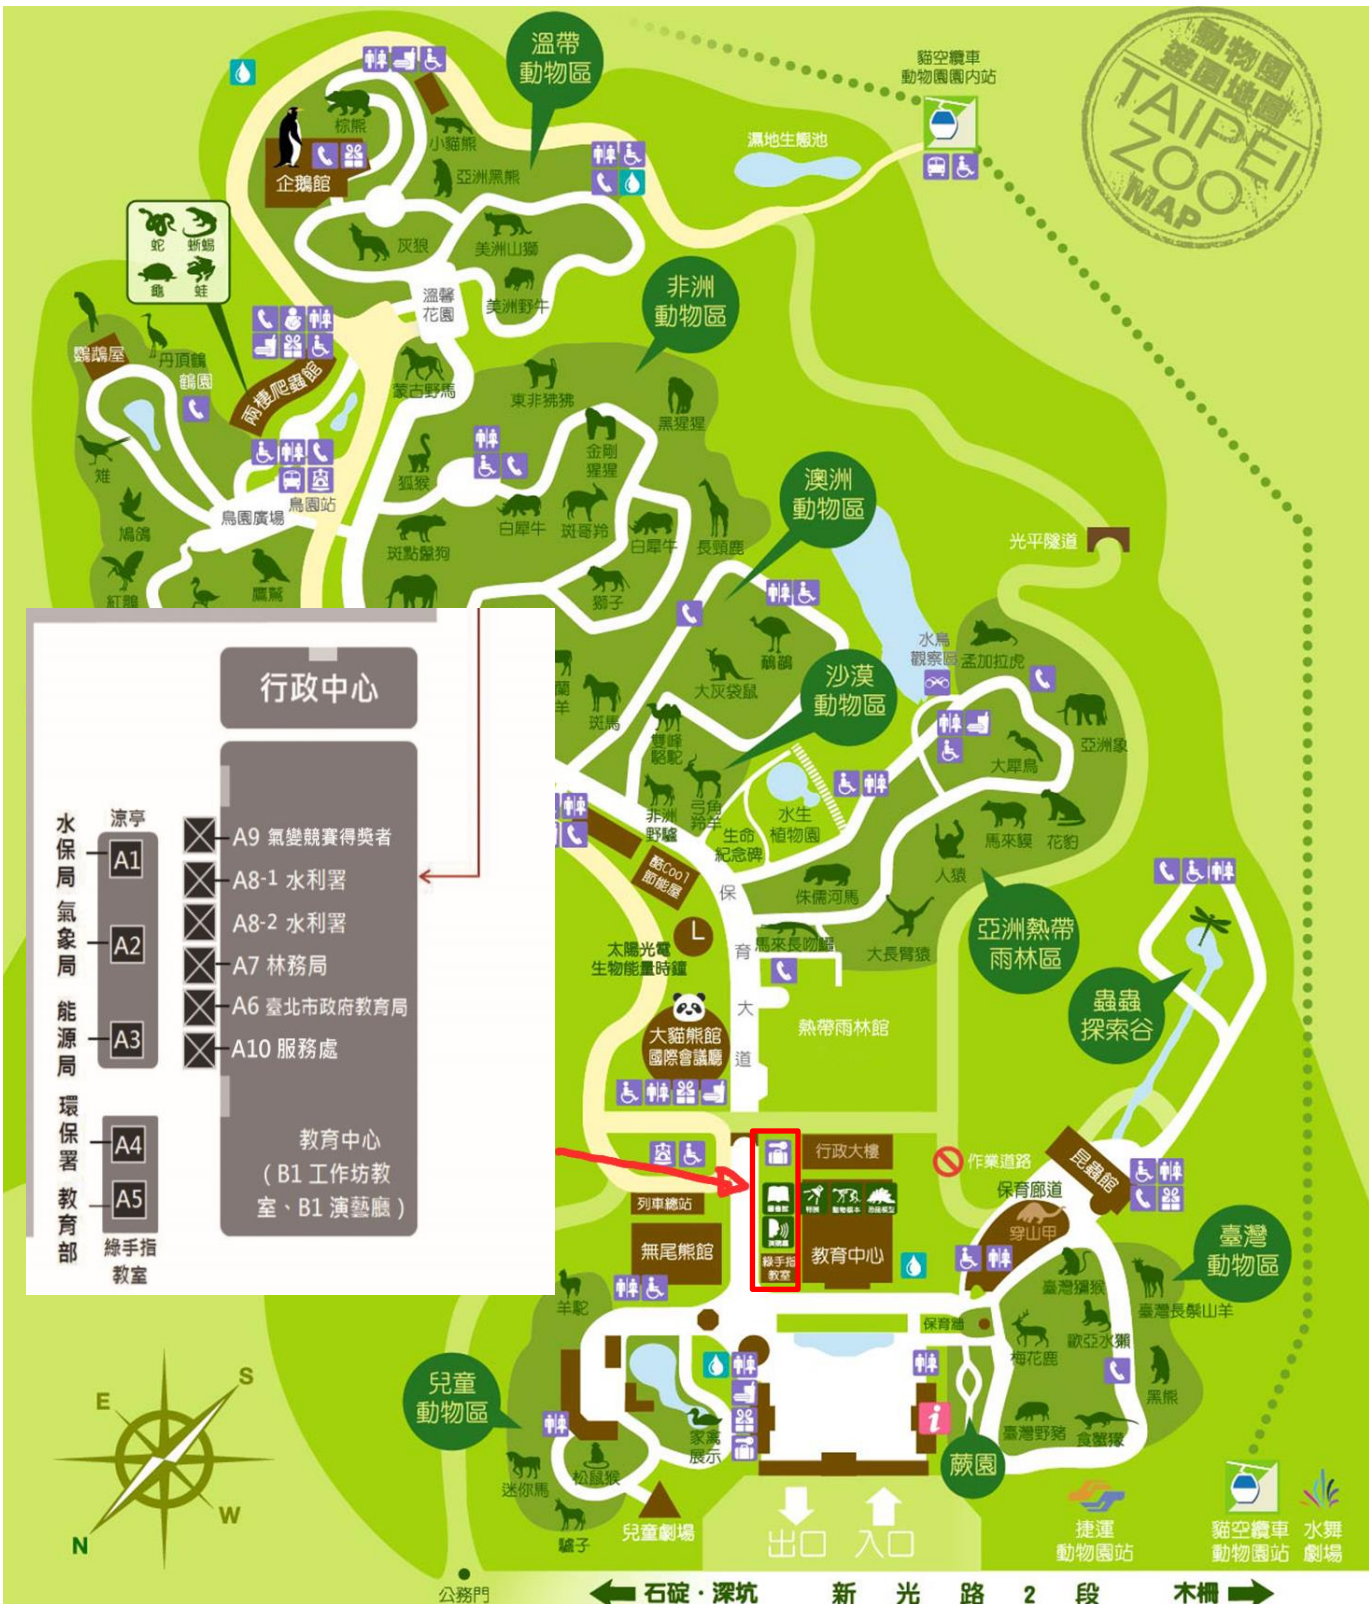 動物園
遊園地圖
TAIPEI
ZOO
MAP
溫帶
動物區
貓空纜車
動物園園內站
濕地生態池
棕熊
小貓熊
企鵝館
亞洲黑熊
灰狼
美洲山獅
美洲野牛
蛇
蜥蜴
龜
蛙
溫馨
花園
非洲
動物區
鸚鵡屋
丹頂鶴
鶴園
兩棲爬蟲館
蒙古野馬
東非狒狒
黑猩猩
金剛
猩猩
狐猴
雉
鳥園廣場
鳥園站
鳩鴿
斑點鬣狗
白犀牛
斑哥羚
白犀牛
長頸鹿
澳洲
動物區
光平隧道
鷹鷲
獅子
鴯鶓
大灰袋鼠
水鳥
觀察區
孟加拉虎
沙漠
動物區
斑馬
雙峰
駱駝
亞洲象
大犀鳥
非洲
野驢
弓角
羚羊
生命
紀念碑
水生
植物園
馬來貘
花豹
人猿
侏儒河馬
酷Cool
節能屋
保育大道
太陽光電
生物能量時鐘
馬來長吻鱷
大長臂猿
亞洲熱帶
雨林區
蟲蟲
探索谷
大貓熊館
國際會議廳
熱帶雨林館
行政中心
水保局
氣象局
能源局
環保署
教育部
涼亭
A1
A2
A3
A4
A5
綠手指
教室
A9 氣變競賽得獎者
A8-1 水利署
A8-2 水利署
A7 林務局
A6 臺北市政府教育局
A10 服務處
教育中心
（B1 工作坊教
室、B1 演藝廳）
行政大樓
作業道路
昆蟲館
保育廊道
穿山甲
列車總站
圖書館
特展
動物標本
恐龍模型
演講廳
無尾熊館
綠手指
教室
教育中心
臺灣
動物區
臺灣獼猴
臺灣長鬃山羊
羊駝
保育牆
梅花鹿
歐亞水獺
黑熊
兒童
動物區
家禽
展示
臺灣野豬
食蟹獴
蕨園
迷你馬
松鼠猴
驢子
兒童劇場
出口
入口
捷運
動物園站
貓空纜車
動物園站
水舞
劇場
E
S
W
N
公務門
石碇·深坑
新光路2段
木柵